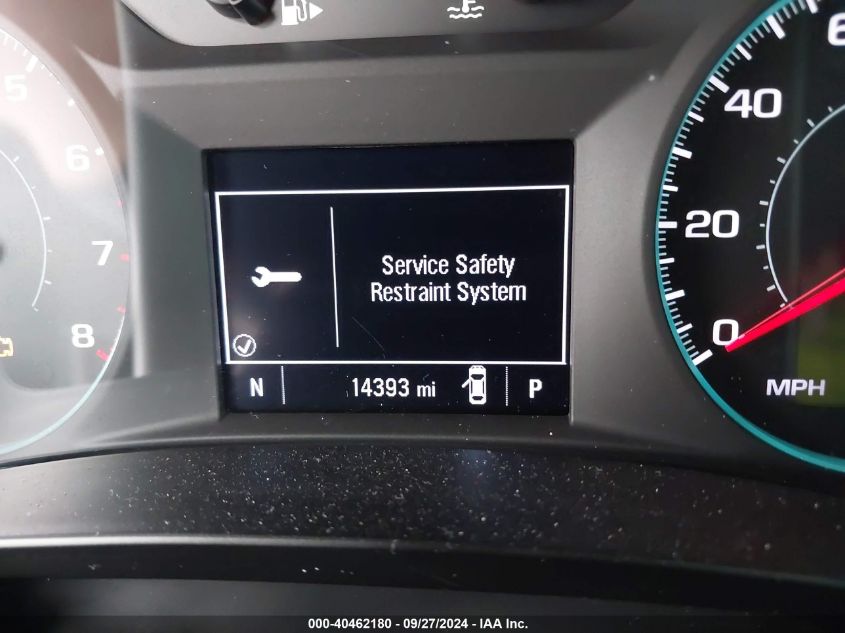 5
6
7
8
Service Safety
Restraint System
N 14393 mi P
40
20
0
MPH
000-40462180 - 09/27/2024 - IAA Inc.